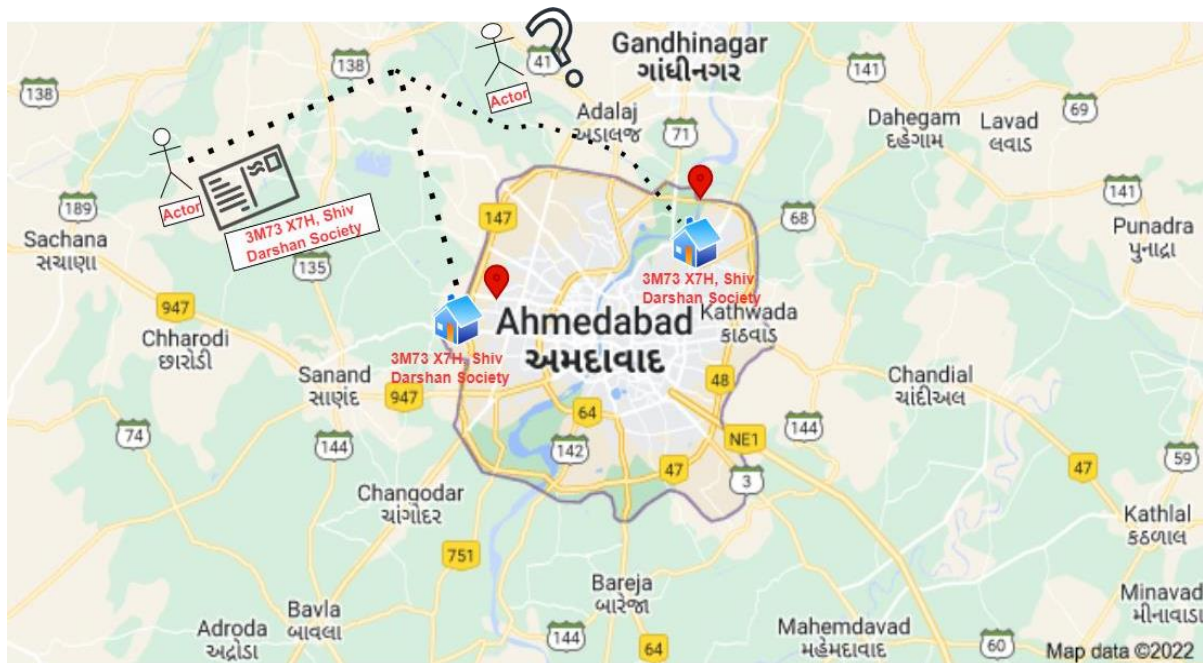 Gandhinagar
ગાંધીનગર
?
41
138
138
141
Actor
Adalaj
અડાલજ
Dahegam
દહેગામ
Lavad
લવાડ
69
71
Actor
189
Sachana
સચાણા
3M73 X7H, Shiv
Darshan Society
147
68
141
Punadra
પુનાદ્રા
135
947
3M73 X7H, Shiv
Darshan Society
Kathwada
કાઠવાડ
Ahmedabad
અમદાવાદ
Chharodi
છારોડી
3M73 X7H, Shiv
Darshan Society
Sanand
સાણંદ
947
48
Chandial
ચાંદીઅલ
64
74
144
142
NE1
144
47
3
47
59
Changodar
ચાંગોદર
Kathlal
કઠળાલ
751
Bareja
બારેજા
Minavad
મીનાવાડા
Bavla
બાવલા
Adroda
અદ્રોડા
144
64
Mahemdavad
મહેમદાવાદ
60
Map data ©2022